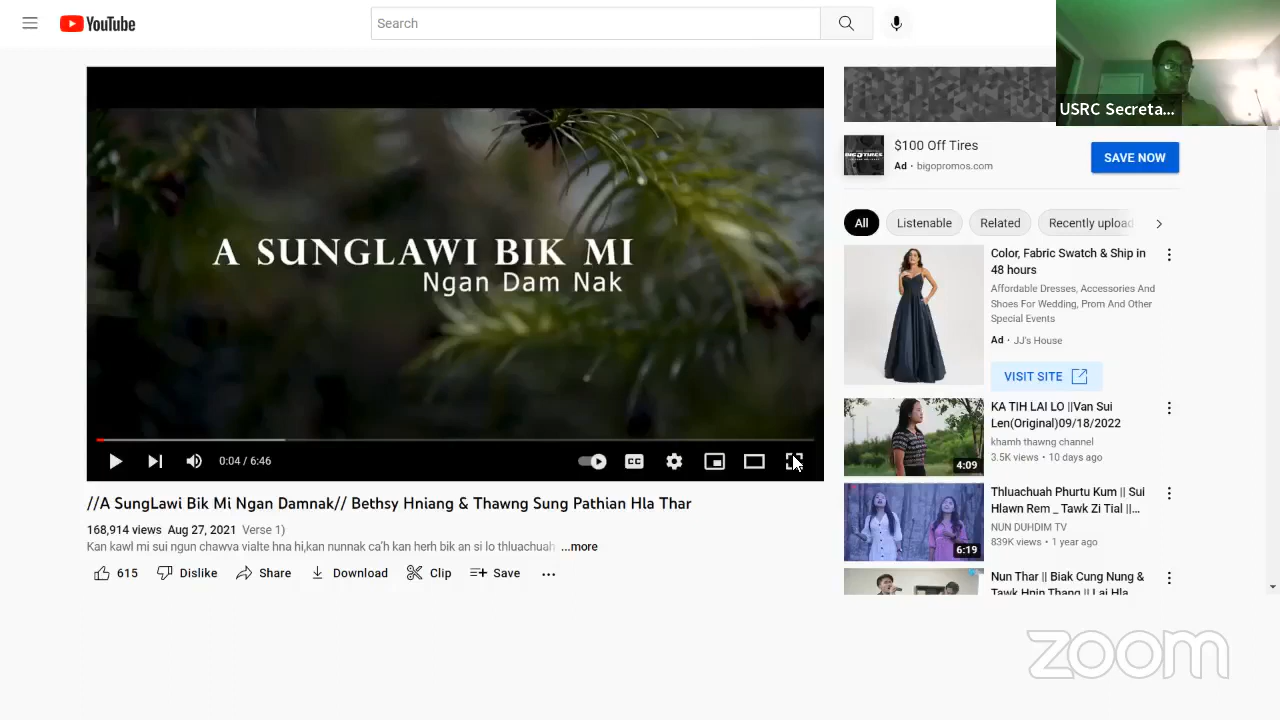 YouTube
Search
USRC Secreta...
A SUNGLAWI BIK MI
Ngan Dam Nak
0:04 / 6:46
CC
//A SungLawi Bik Mi Ngan Damnak// Bethsy Hniang & Thawng Sung Pathian Hla Thar
168,914 views Aug 27, 2021 Verse 1)
Kan kawl mi sui ngun chawva vialte hna hi,kan nunnak ca'h kan herh bik an si lo thluachuah ...more
615 Dislike Share Download Clip Save
$100 Off Tires
Ad · bigopromos.com
SAVE NOW
All Listenable Related Recently upload
Color, Fabric Swatch & Ship in
48 hours
Affordable Dresses, Accessories And
Shoes For Wedding, Prom And Other
Special Events
Ad · JJ's House
VISIT SITE
KA TIH LAI LO ||Van Sui
Len(Original)09/18/2022
khamh thawng channel
3.5K views · 10 days ago
4:09
Thluachuah Phurtu Kum || Sui
Hlawn Rem _ Tawk Zi Tial ||...
NUN DUHDIM TV
839K views · 1 year ago
6:19
Nun Thar || Biak Cung Nung &
Tawk Hnin Thang || Lai Hla
zoom